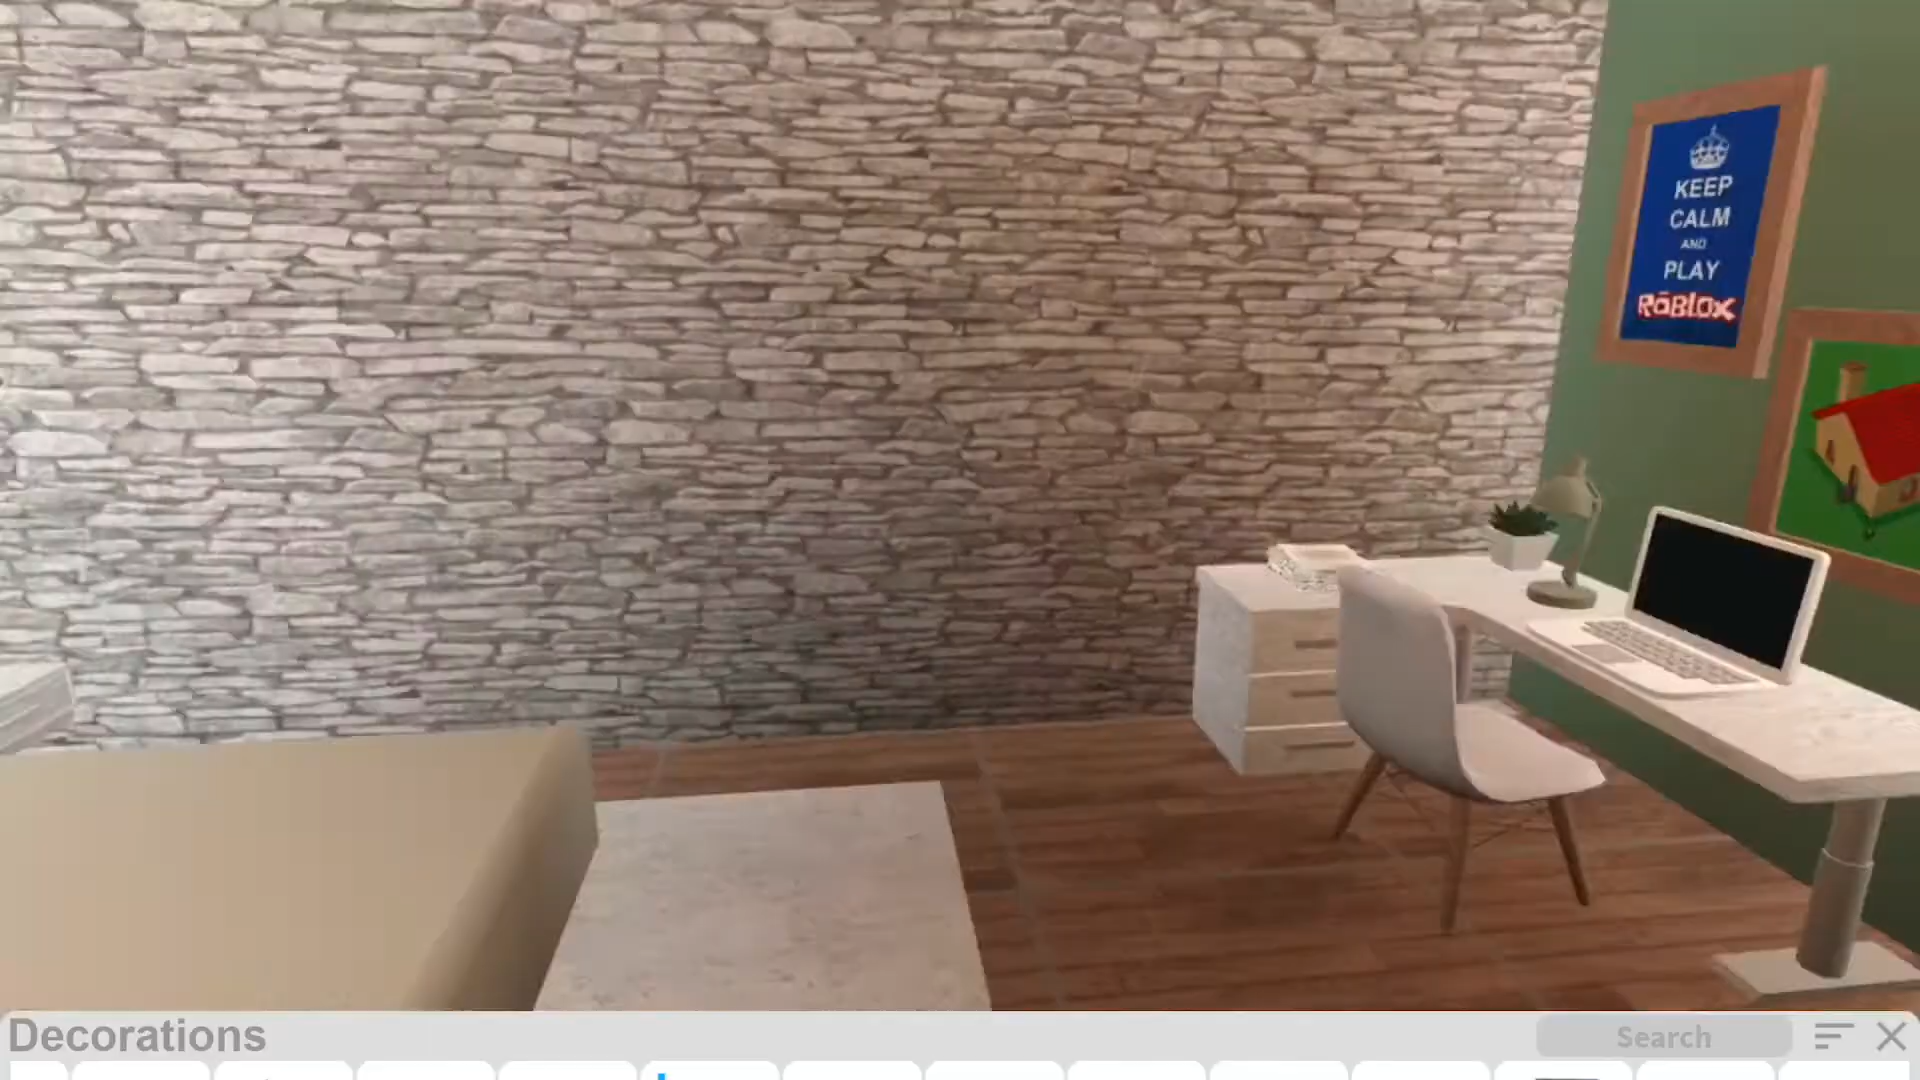 KEEP
CALM
AND
PLAY
ROBLOX
Decorations
Search